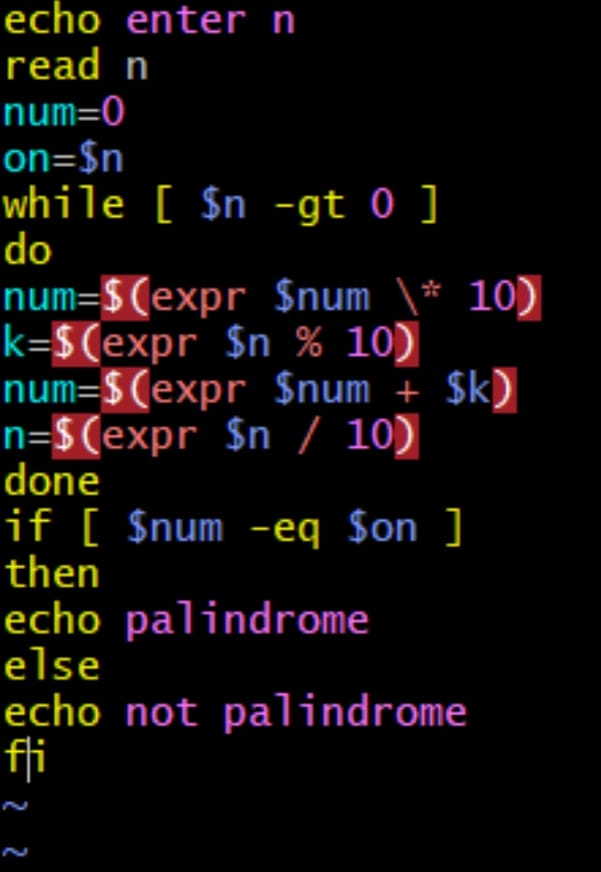 echo enter n
read n
num=0
on=$n
while [ $n -gt 0 ]
do
num=$(expr $num \* 10)
k=$(expr $n % 10)
num=$(expr $num + $k)
n=$(expr $n / 10)
done
if [ $num -eq $on ]
then
echo palindrome
else
echo not palindrome
fi
~
~